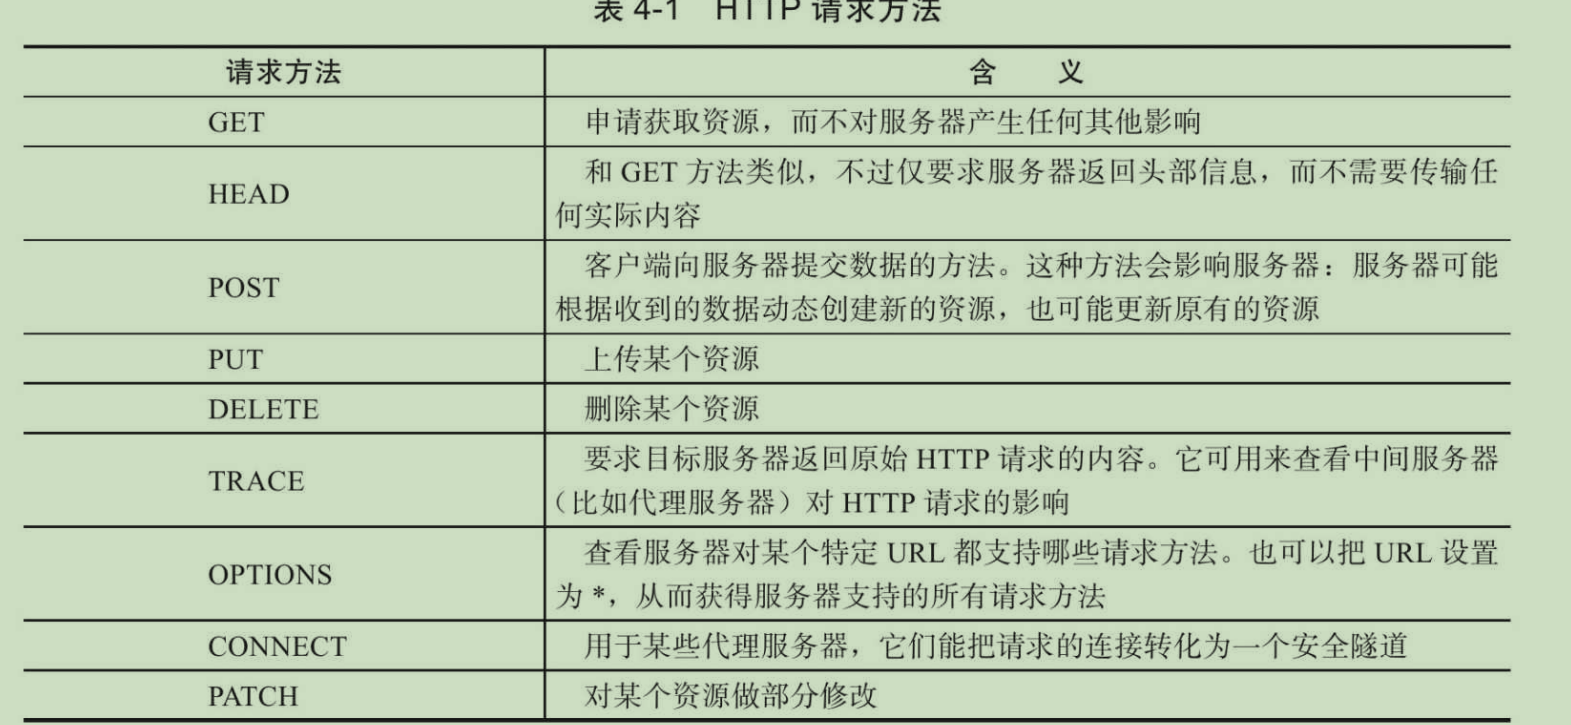 表 4-1 HTTP 请求方法
请求方法 含 义
GET 申请获取资源，而不对服务器产生任何其他影响
HEAD 和 GET 方法类似，不过仅要求服务器返回头部信息，而不需要传输任
何实际内容
POST 客户端向服务器提交数据的方法。这种方法会影响服务器：服务器可能
根据收到的数据动态创建新的资源，也可能更新原有的资源
PUT 上传某个资源
DELETE 删除某个资源
TRACE 要求目标服务器返回原始 HTTP 请求的内容。它可用来查看中间服务器
（比如代理服务器）对 HTTP 请求的影响
OPTIONS 查看服务器对某个特定 URL 都支持哪些请求方法。也可以把 URL 设置
为 *，从而获得服务器支持的所有请求方法
CONNECT 用于某些代理服务器，它们能把请求的连接转化为一个安全隧道
PATCH 对某个资源做部分修改